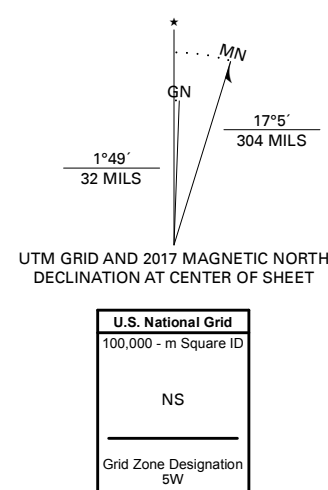 ★
MN
GN
17°5´
304 MILS
1°49´
32 MILS
UTM GRID AND 2017 MAGNETIC NORTH
DECLINATION AT CENTER OF SHEET
U.S. National Grid
100,000 - m Square ID
NS
Grid Zone Designation
5W